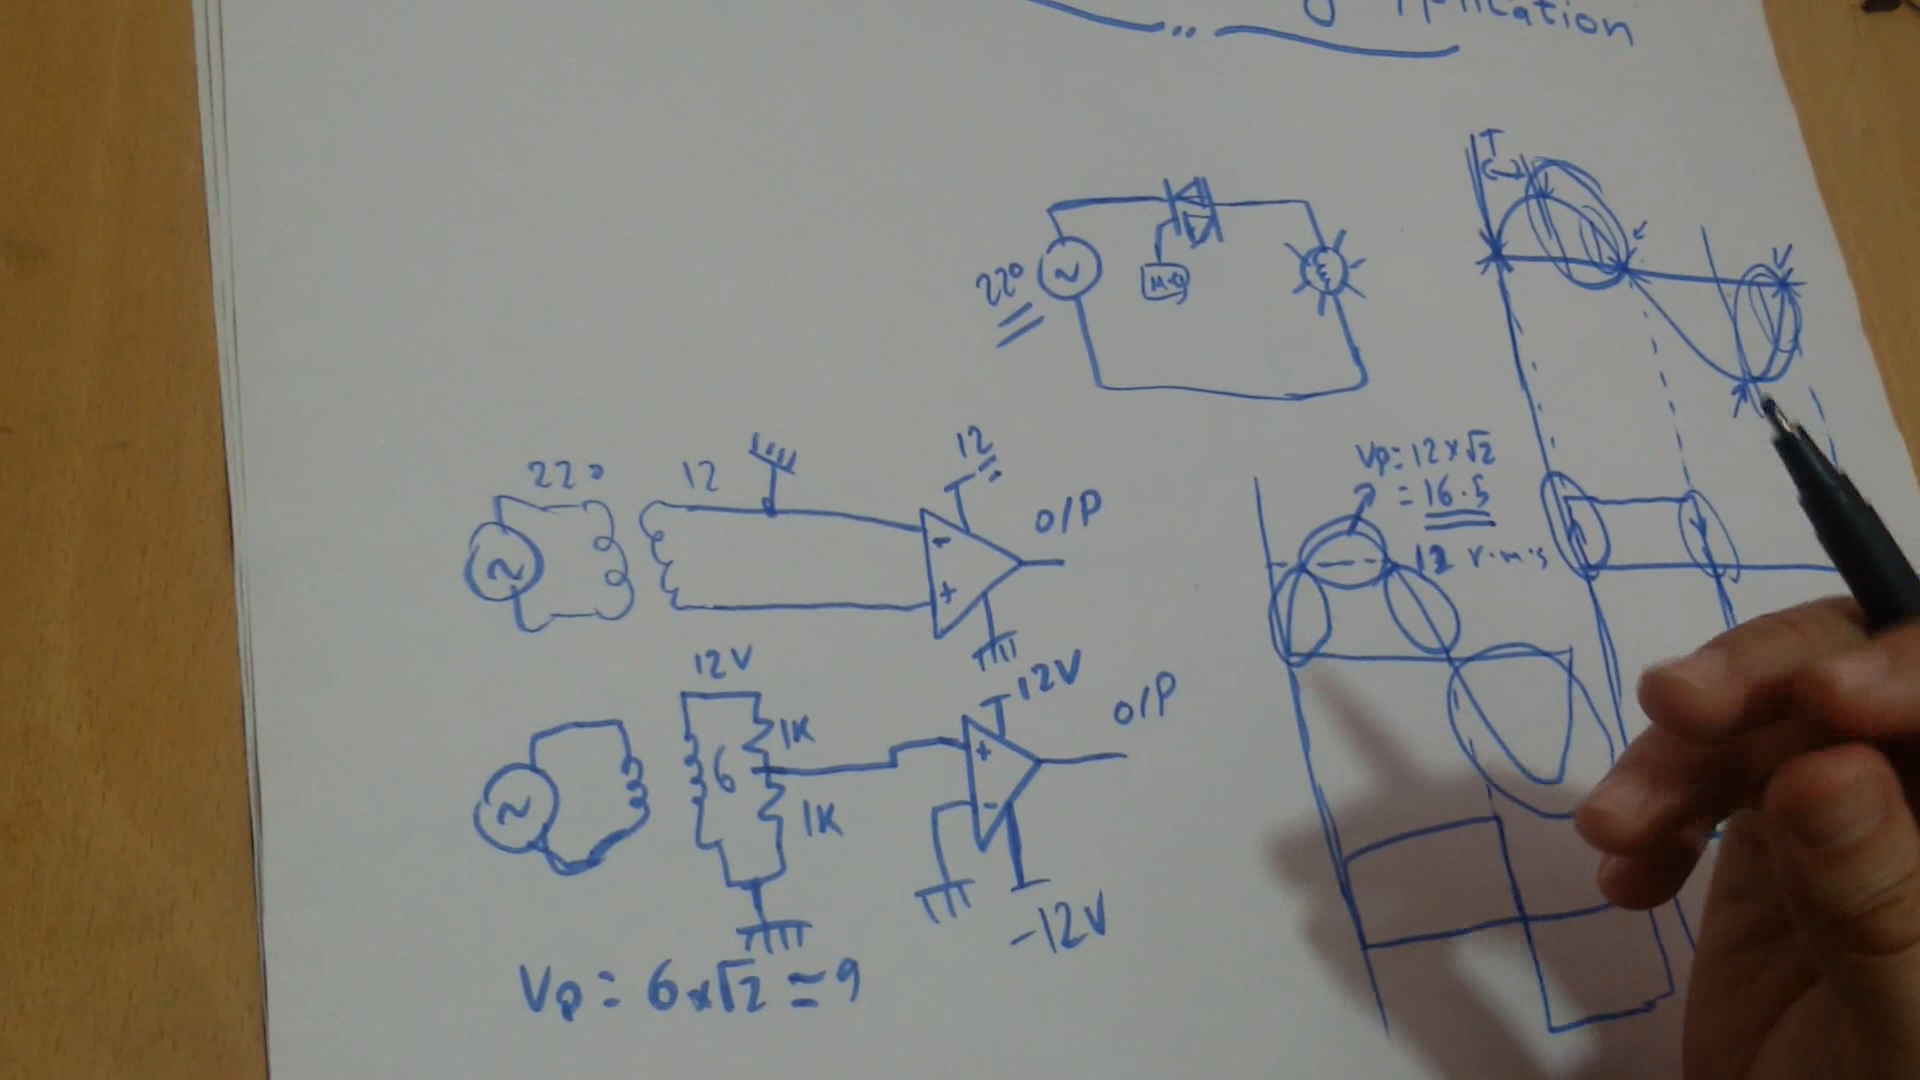 pplication
T
220
M.C
Vp: 12×√2
= 16.5
12 r.m.s
220
12
12
-
+
O/P
12V
1K
6
1K
12V
+
-
O/P
-12V
Vp = 6×√2 ≃ 9